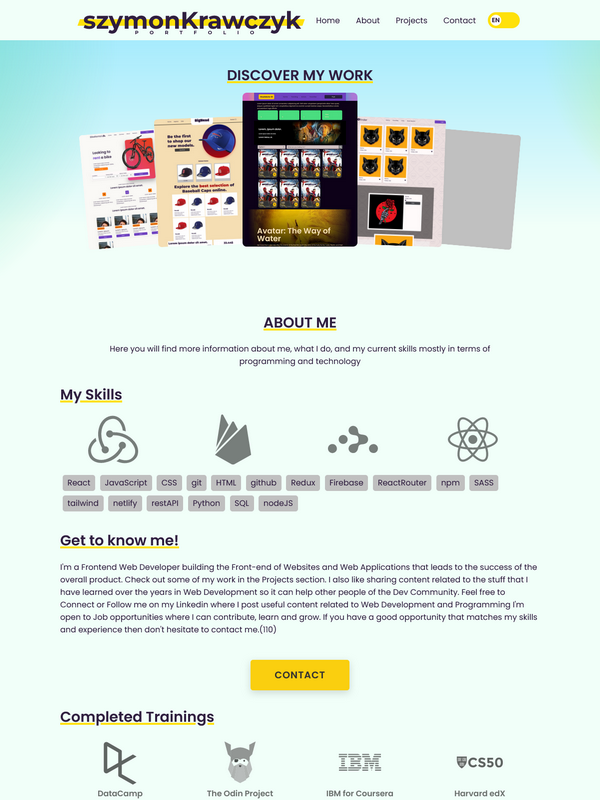 szymonKrawczyk
PORTFOLIO
Home About Projects Contact EN
DISCOVER MY WORK
Looking to
rent a bike
BigHead
Be the first
to shop our
new models.
Explore the best selection of
Baseball Caps online.
Avatar: The Way of
Water
ABOUT ME
Here you will find more information about me, what I do, and my current skills mostly in terms of
programming and technology
My Skills
React JavaScript CSS git HTML github Redux Firebase ReactRouter npm SASS
tailwind netlify restAPI Python SQL nodeJS
Get to know me!
I'm a Frontend Web Developer building the Front-end of Websites and Web Applications that leads to the success of the
overall product. Check out some of my work in the Projects section. I also like sharing content related to the stuff that I
have learned over the years in Web Development so it can help other people of the Dev Community. Feel free to
Connect or Follow me on my Linkedin where I post useful content related to Web Development and Programming I'm
open to Job opportunities where I can contribute, learn and grow. If you have a good opportunity that matches my skills
and experience then don't hesitate to contact me.(110)
CONTACT
Completed Trainings
IBM CS50
DataCamp The Odin Project IBM for Coursera Harvard edX